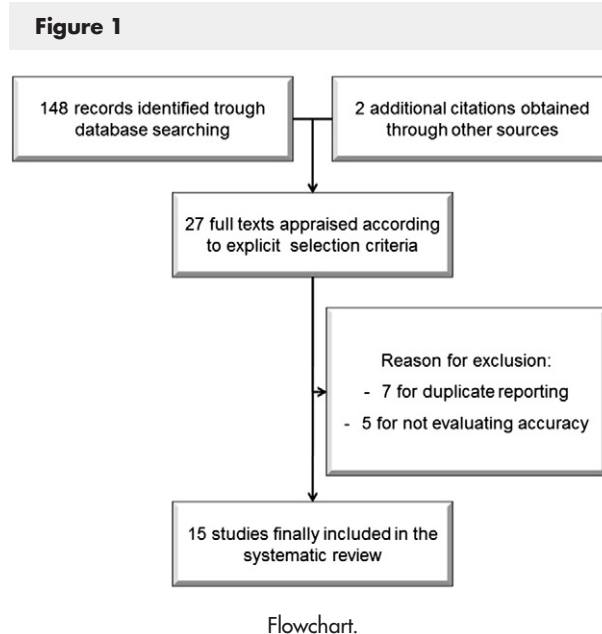 Figure 1
148 records identified trough
database searching
2 additional citations obtained
through other sources
27 full texts appraised according
to explicit selection criteria
Reason for exclusion:
- 7 for duplicate reporting
- 5 for not evaluating accuracy
15 studies finally included in the
systematic review
Flowchart.